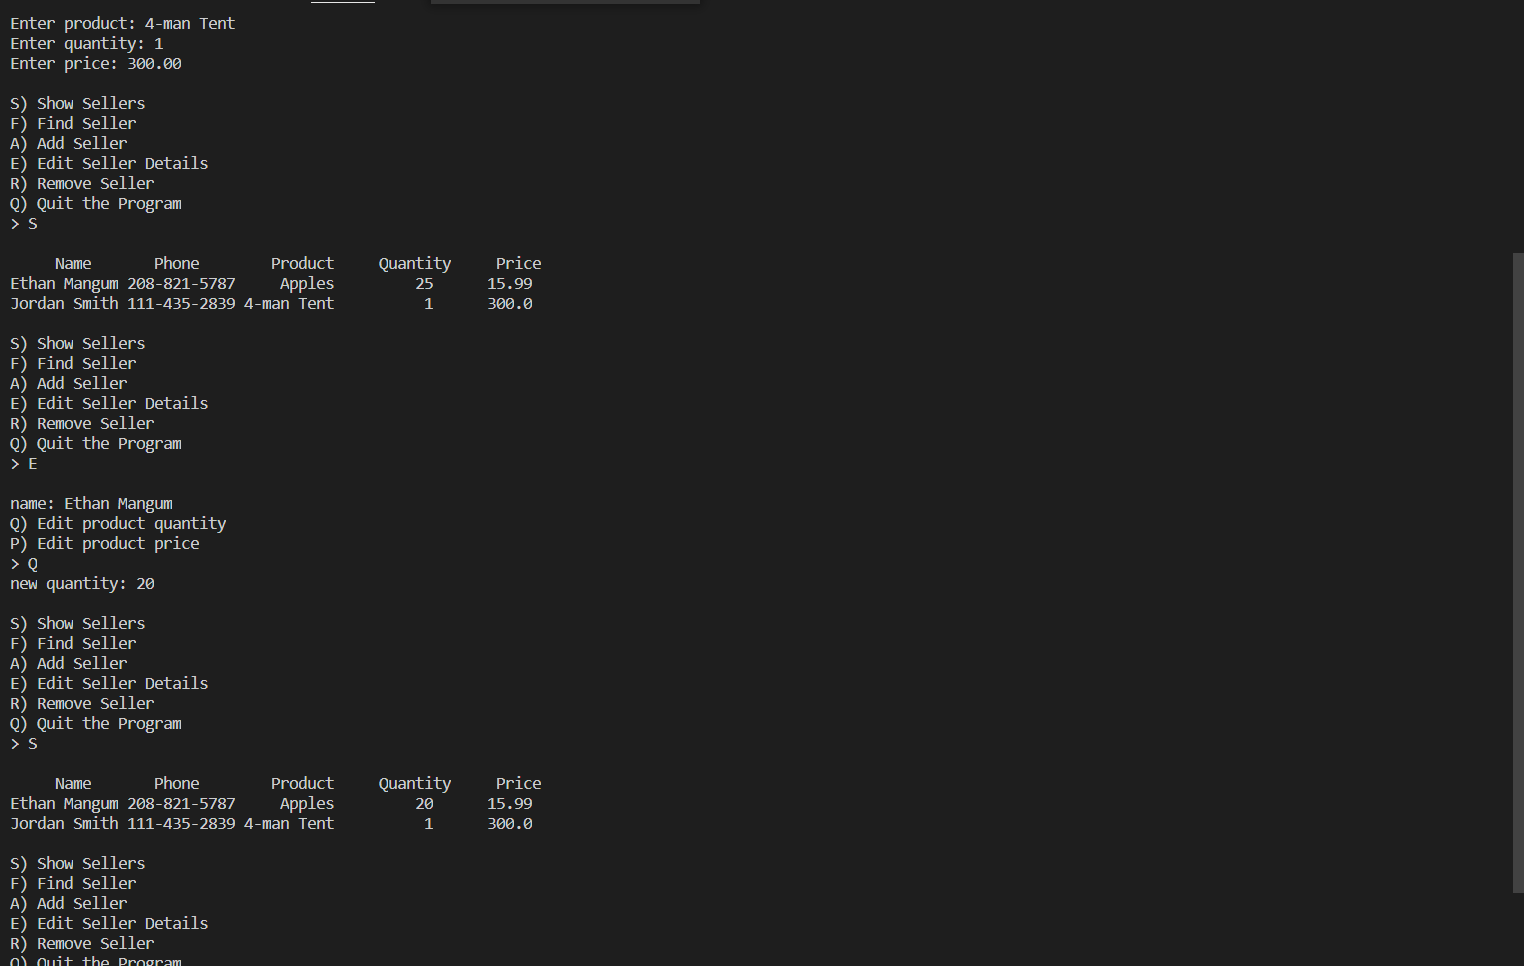 Enter product: 4-man Tent
Enter quantity: 1
Enter price: 300.00
S) Show Sellers
F) Find Seller
A) Add Seller
E) Edit Seller Details
R) Remove Seller
Q) Quit the Program
> S
Name Phone Product Quantity Price
Ethan Mangum 208-821-5787 Apples 25 15.99
Jordan Smith 111-435-2839 4-man Tent 1 300.0
S) Show Sellers
F) Find Seller
A) Add Seller
E) Edit Seller Details
R) Remove Seller
Q) Quit the Program
> E
name: Ethan Mangum
Q) Edit product quantity
P) Edit product price
> Q
new quantity: 20
S) Show Sellers
F) Find Seller
A) Add Seller
E) Edit Seller Details
R) Remove Seller
Q) Quit the Program
> S
Name Phone Product Quantity Price
Ethan Mangum 208-821-5787 Apples 20 15.99
Jordan Smith 111-435-2839 4-man Tent 1 300.0
S) Show Sellers
F) Find Seller
A) Add Seller
E) Edit Seller Details
R) Remove Seller
Q) Quit the Program